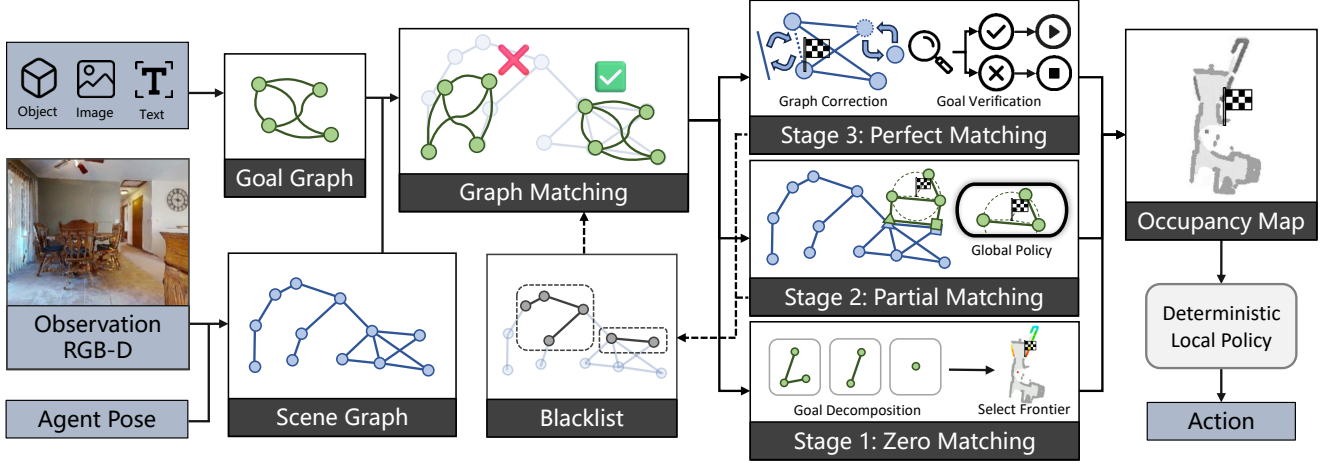 Object
Image
T
Text
Goal Graph
Graph Matching
Graph Correction
Goal Verification
Stage 3: Perfect Matching
Global Policy
Stage 2: Partial Matching
Goal Decomposition
Select Frontier
Stage 1: Zero Matching
Occupancy Map
Observation
RGB-D
Agent Pose
Scene Graph
Blacklist
Deterministic
Local Policy
Action